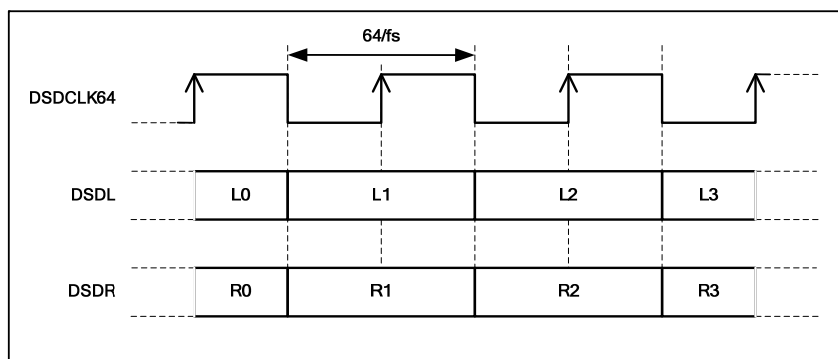 64/fs
DSDCLK64
DSDL L0 L1 L2 L3
DSDR R0 R1 R2 R3